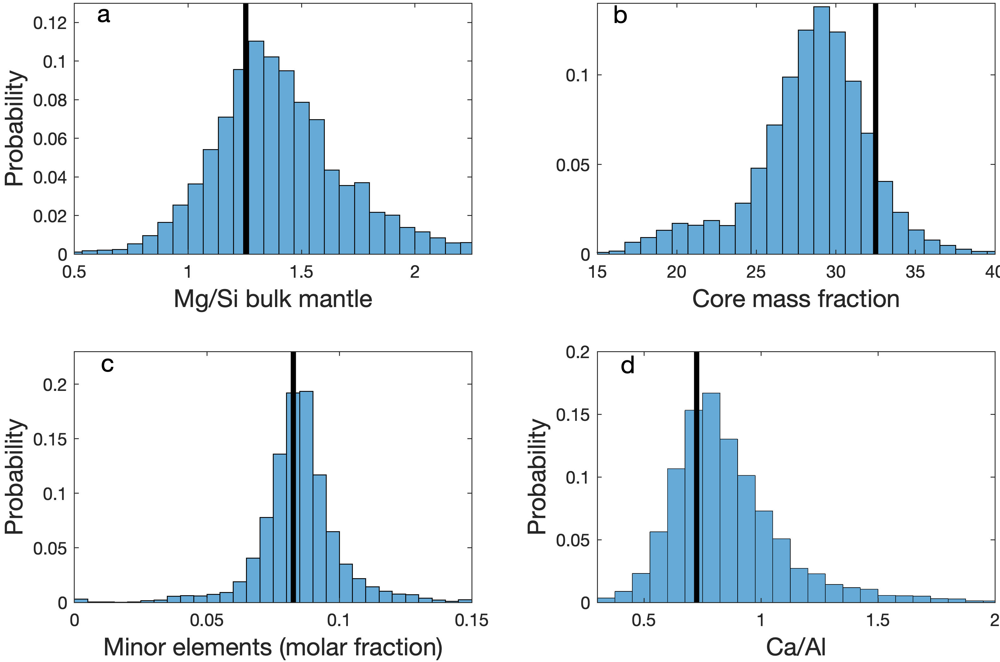 a
0.12
0.1
0.08
0.06
0.04
0.02
0
Probability
0.5 1 1.5 2
Mg/Si bulk mantle
b
0.1
0.05
0
15 20 25 30 35 40
Core mass fraction
c
0.2
0.15
0.1
0.05
0
Probability
0 0.05 0.1 0.15
Minor elements (molar fraction)
d
0.2
0.15
0.1
0.05
0
Probability
0.5 1 1.5 2
Ca/Al